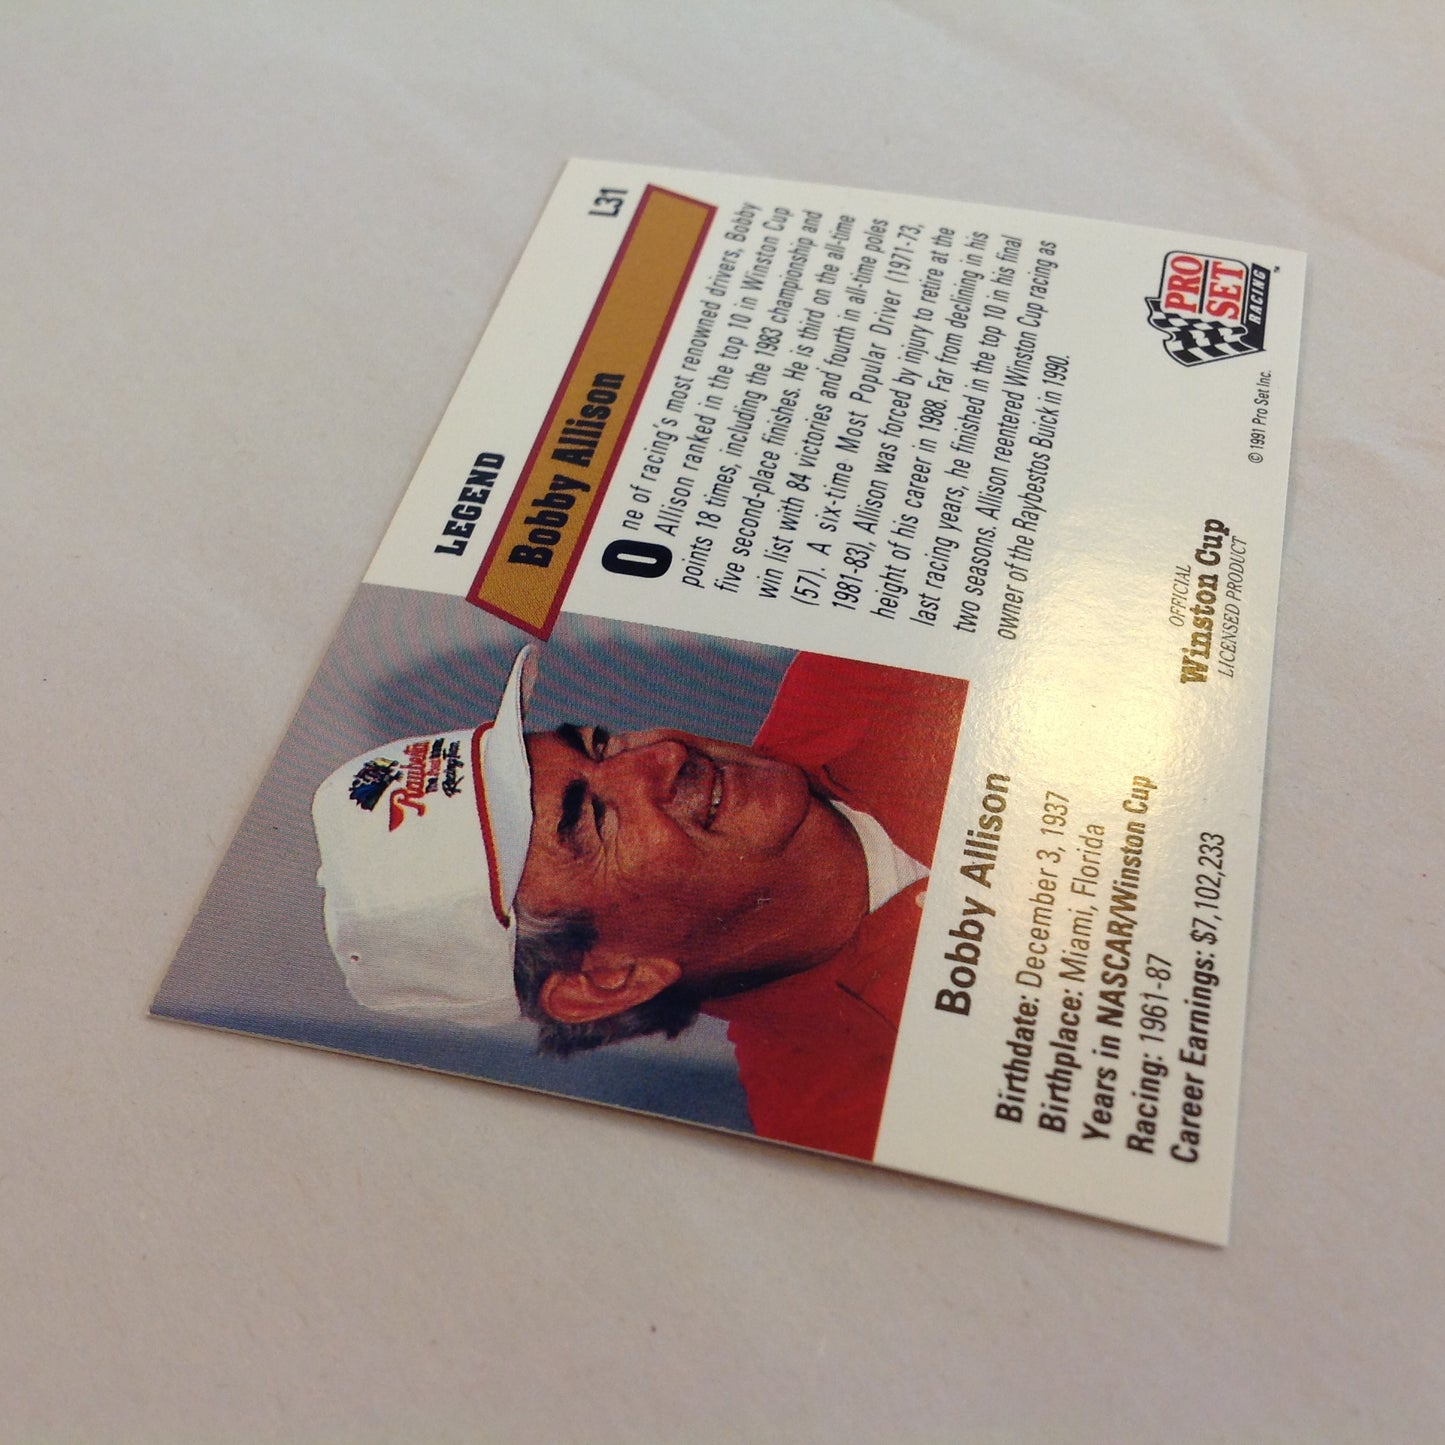 LEGEND
L31
Bobby Allison
One of racing's most renowned drivers, Bobby
Allison ranked in the top 10 in Winston Cup
points 18 times, including the 1983 championship and
five second-place finishes. He is third on the all-time
win list with 84 victories and fourth in all-time poles
(57). A six-time Most Popular Driver (1971-73,
1981-83), Allison was forced by injury to retire at the
height of his career in 1988. Far from declining in his
last racing years, he finished in the top 10 in his final
two seasons. Allison reentered Winston Cup racing as
owner of the Raybestos Buick in 1990.
Raybestos
Racing Team
Bobby Allison
Birthdate: December 3, 1937
Birthplace: Miami, Florida
Years in NASCAR/Winston Cup
Racing: 1961-87
Career Earnings: $7,102,233
OFFICIAL
Winston Cup
LICENSED PRODUCT
© 1991 Pro Set Inc.
PRO
SET
RACING
™